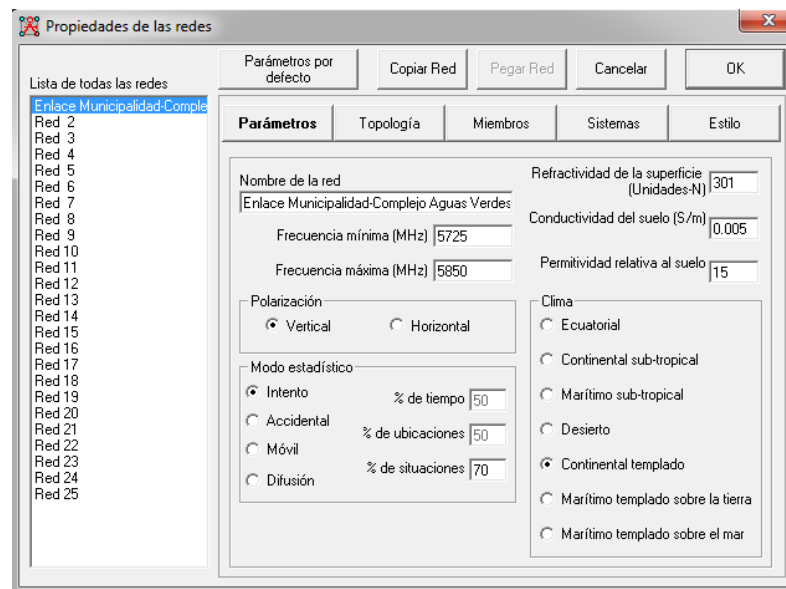 Propiedades de las redes
Lista de todas las redes
Enlace Municipalidad-Comple
Red 2
Red 3
Red 4
Red 5
Red 6
Red 7
Red 8
Red 9
Red 10
Red 11
Red 12
Red 13
Red 14
Red 15
Red 16
Red 17
Red 18
Red 19
Red 20
Red 21
Red 22
Red 23
Red 24
Red 25
Parámetros por
defecto
Copiar Red
Pegar Red
Cancelar
OK
Parámetros
Topología
Miembros
Sistemas
Estilo
Nombre de la red
Enlace Municipalidad-Complejo Aguas Verdes
Frecuencia mínima (MHz) 5725
Frecuencia máxima (MHz) 5850
Polarización
Vertical
Horizontal
Modo estadístico
Intento
Accidental
Móvil
Difusión
% de tiempo 50
% de ubicaciones 50
% de situaciones 70
Refractividad de la superficie
(Unidades-N) 301
Conductividad del suelo (S/m) 0.005
Permitividad relativa al suelo 15
Clima
Ecuatorial
Continental sub-tropical
Marítimo sub-tropical
Desierto
Continental templado
Marítimo templado sobre la tierra
Marítimo templado sobre el mar